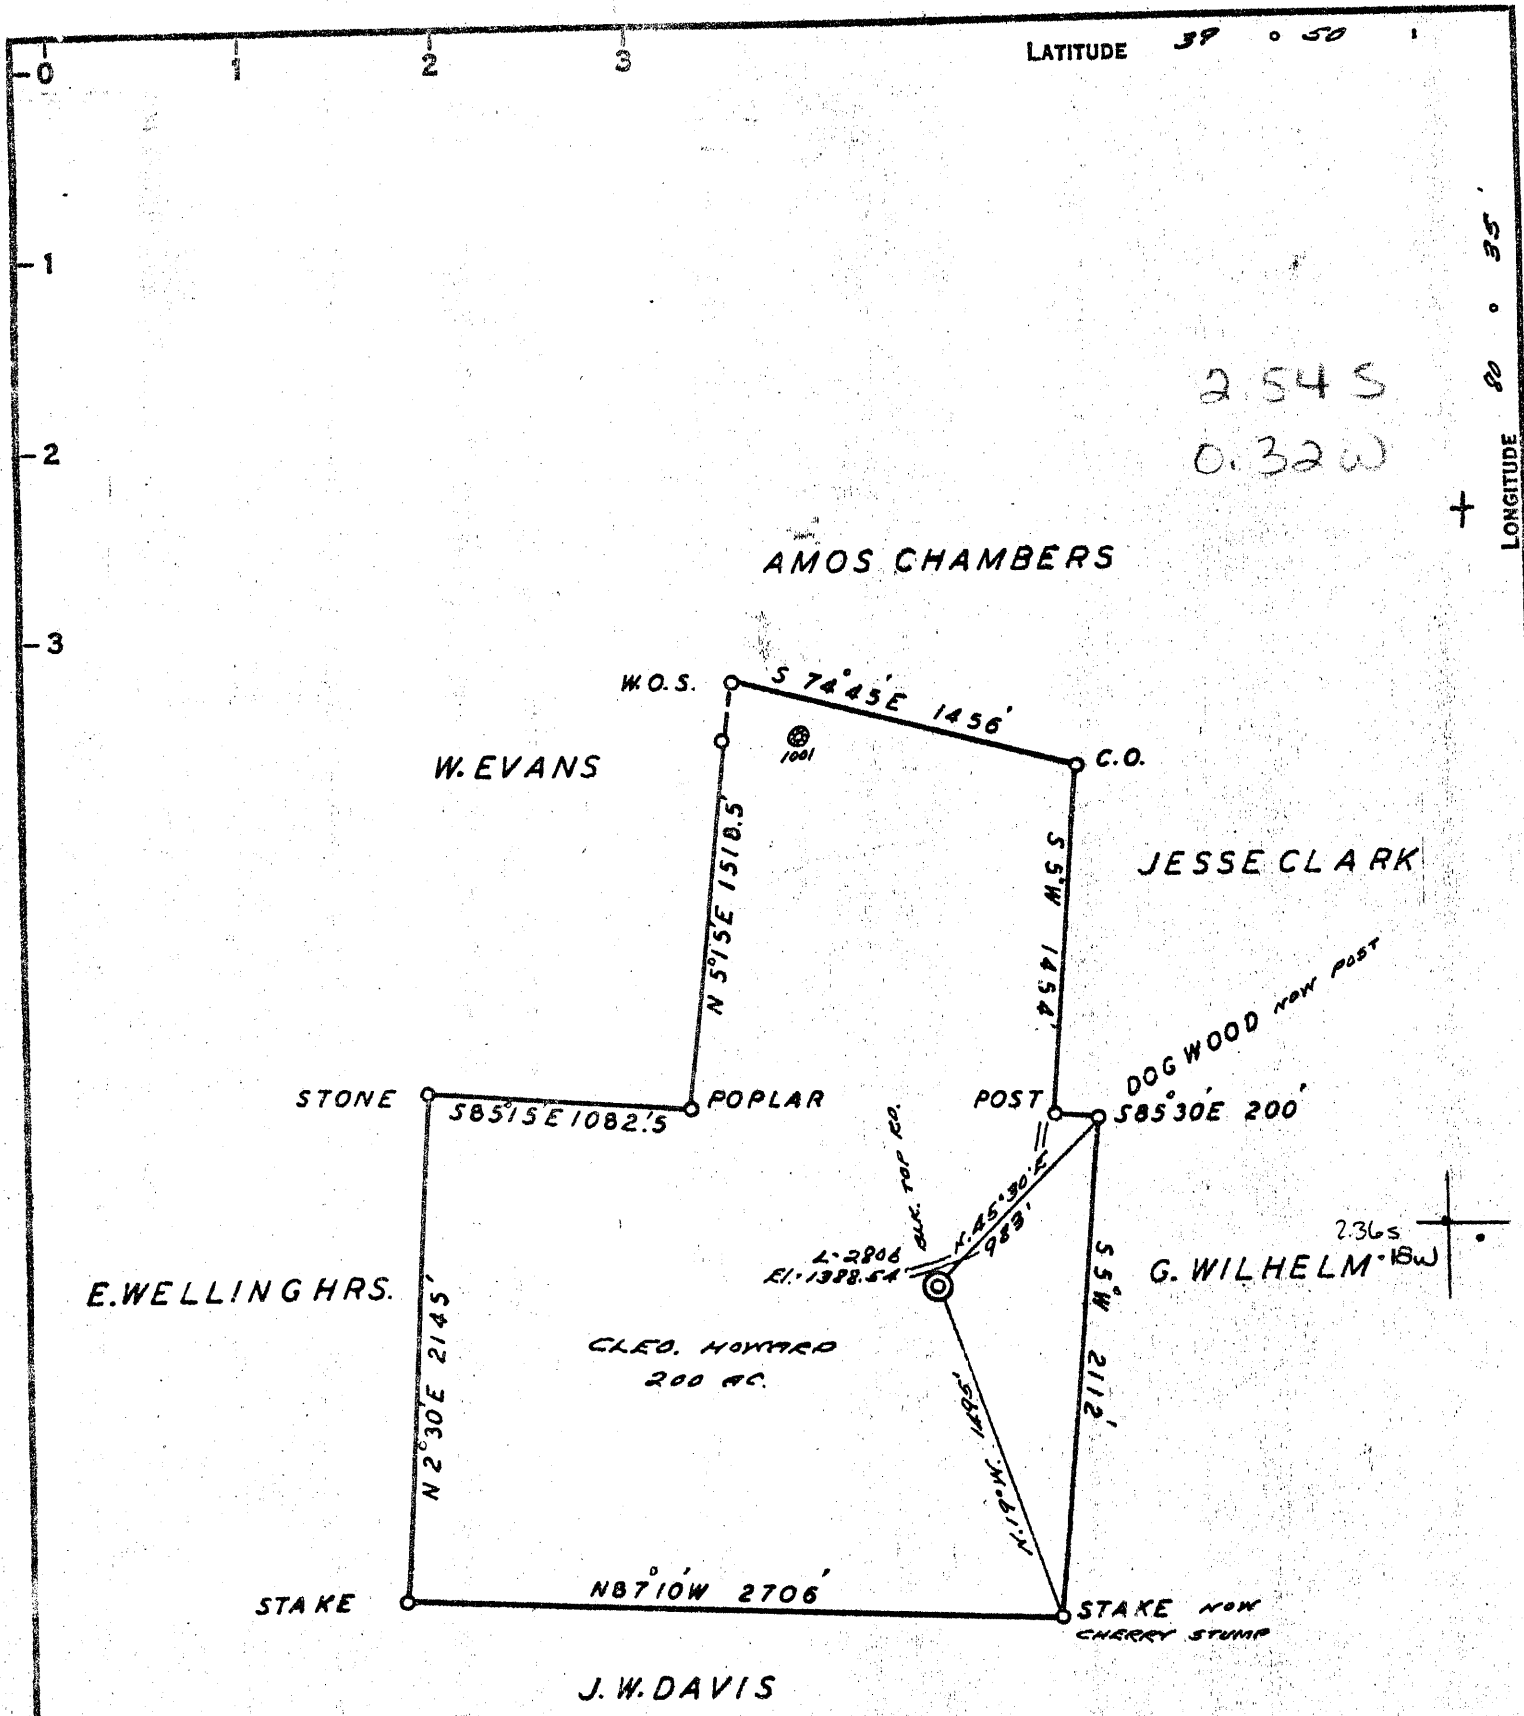 LATITUDE 39 ° 50 '
0
1
2
3
1
2
3
LONGITUDE 80 ° 35 '
2.54 S
0.32 W
AMOS CHAMBERS
W.O.S.
S 74°45'E 1456'
1001
C.O.
W. EVANS
N 5°15'E 1518.5'
S 5°W 1454'
JESSE CLARK
DOGWOOD NOW POST
STONE
S85°15'E 1082'.5
POPLAR
POST
S85°30'E 200'
BLK. TOP RD.
N.45°30'E
983'
L-2806
El.-1388.54
2.36s
.18w
G. WILHELM
S 5°W 2112'
E. WELLINGHRS.
N 2°30'E 2145'
CLEO. HOWARD
200 AC.
N.19°W. 1495'
N87°10'W 2706'
STAKE
STAKE NOW
CHERRY STUMP
J. W. DAVIS